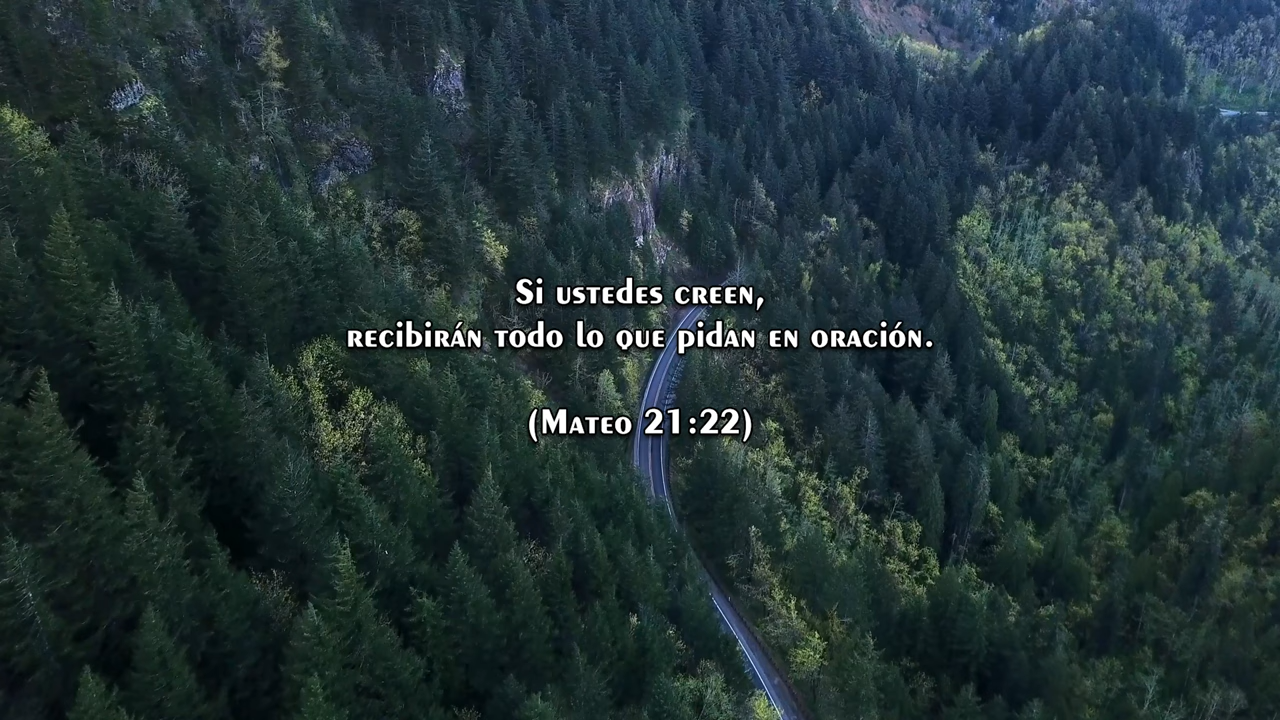 Si ustedes creen,
recibirán todo lo que pidan en oración.
(Mateo 21:22)